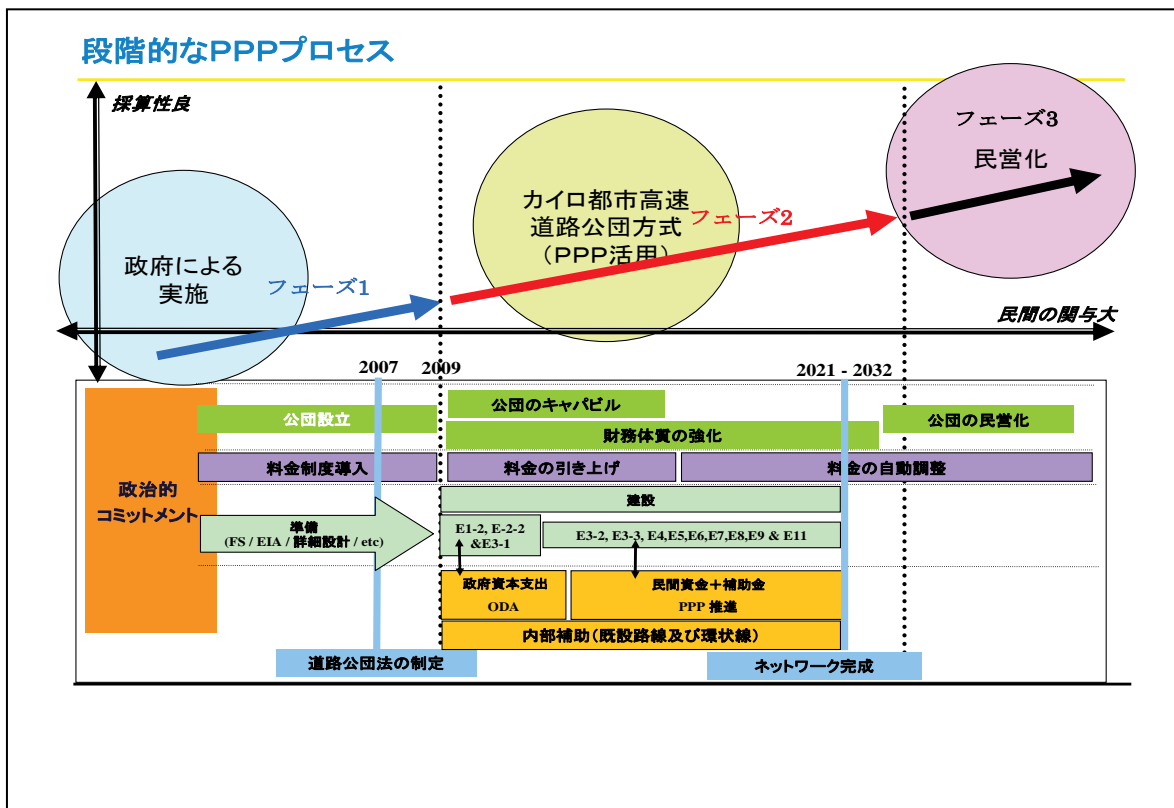 段階的なPPPプロセス
採算性良
フェーズ3
民営化
カイロ都市高速
道路公団方式
（PPP活用）
フェーズ2
政府による
実施
フェーズ1
民間の関与大
2007
2009
2021 - 2032
公団設立
公団のキャパビル
公団の民営化
財務体質の強化
料金制度導入
料金の引き上げ
料金の自動調整
政治的
コミットメント
建設
準備
(FS / EIA / 詳細設計 / etc)
E1-2, E-2-2
&E3-1
E3-2, E3-3, E4,E5,E6,E7,E8,E9 & E11
政府資本支出
ODA
民間資金＋補助金
PPP 推進
内部補助（既設路線及び環状線）
道路公団法の制定
ネットワーク完成